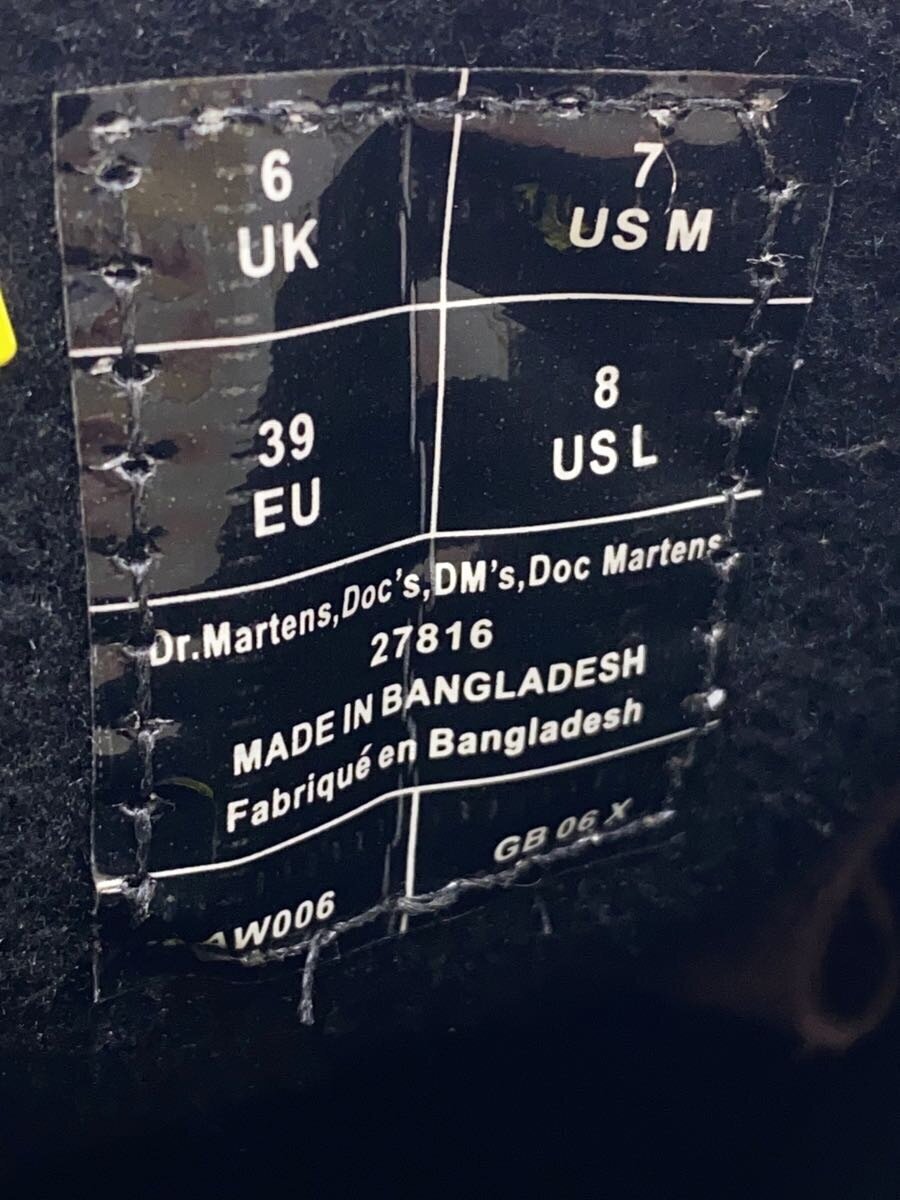 6
UK
7
US M
39
EU
8
US L
Dr.Martens,Doc's,DM's,Doc Martens
27816
MADE IN BANGLADESH
Fabriqué en Bangladesh
AW006
GB 06 X